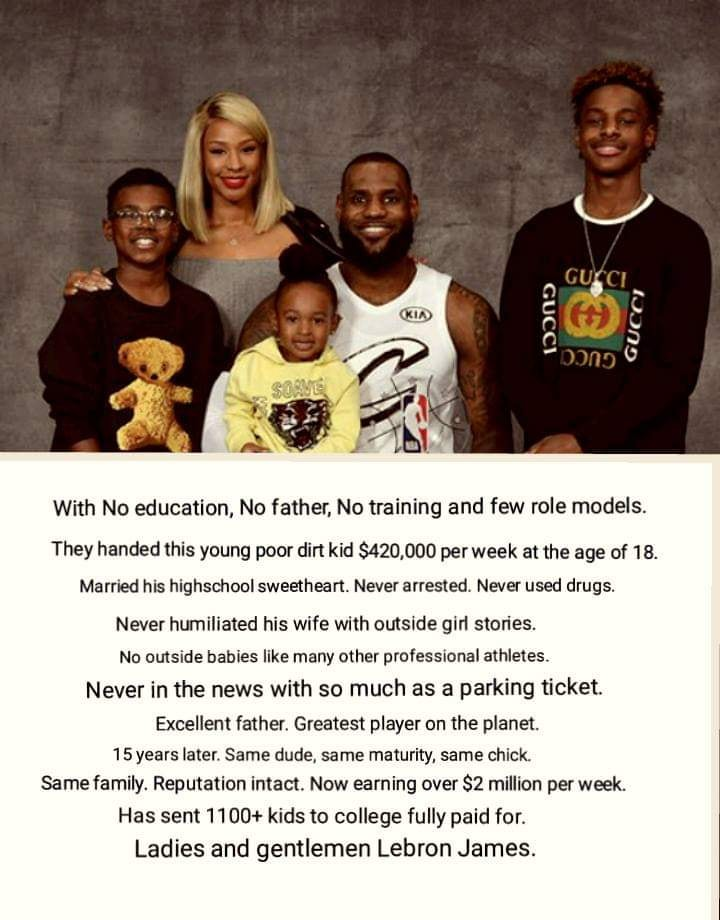 SOAVE
KIA
NBA
GUCCI
GUCCI
GUCCI
GUCCI
With No education, No father, No training and few role models.
They handed this young poor dirt kid $420,000 per week at the age of 18.
Married his highschool sweetheart. Never arrested. Never used drugs.
Never humiliated his wife with outside girl stories.
No outside babies like many other professional athletes.
Never in the news with so much as a parking ticket.
Excellent father. Greatest player on the planet.
15 years later. Same dude, same maturity, same chick.
Same family. Reputation intact. Now earning over $2 million per week.
Has sent 1100+ kids to college fully paid for.
Ladies and gentlemen Lebron James.